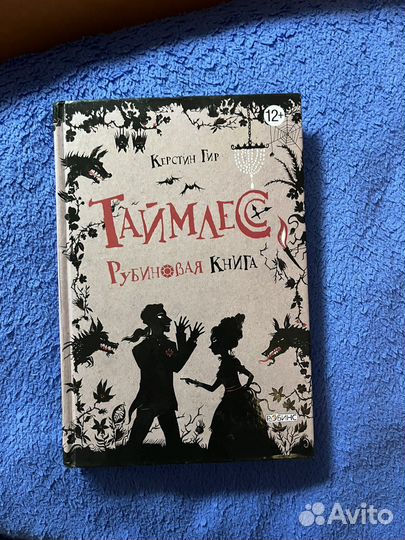 12+
Керстин Гир
Таймлесс
Рубиновая Книга
Робинс
Avito